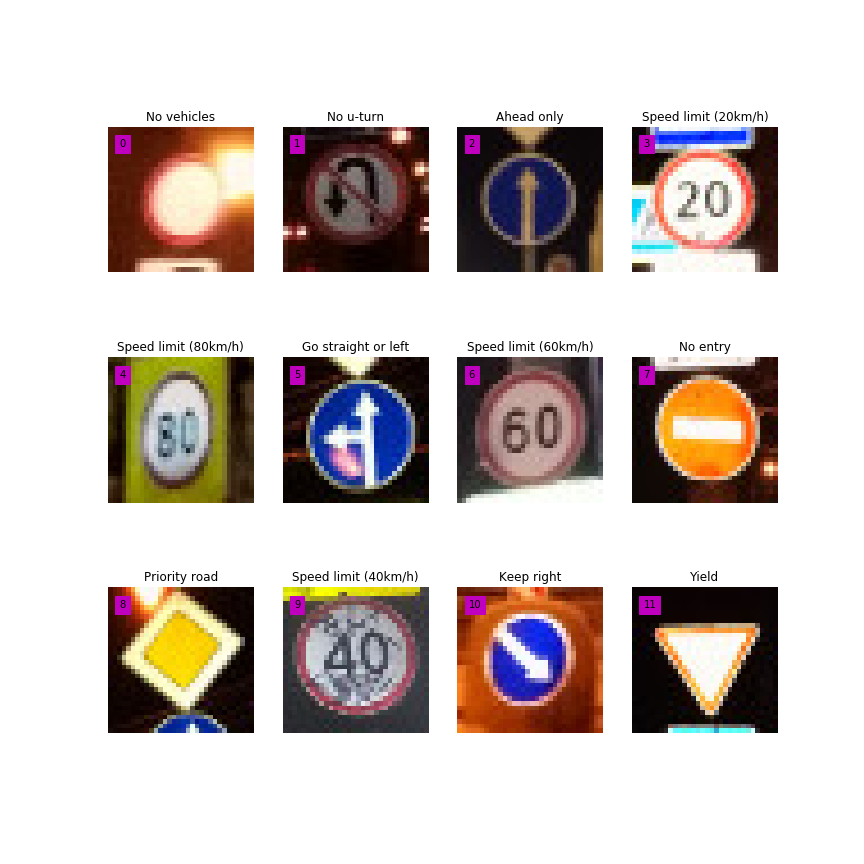 No vehicles
No u-turn
Ahead only
Speed limit (20km/h)
0
1
2
3
20
Speed limit (80km/h)
Go straight or left
Speed limit (60km/h)
No entry
4
5
6
7
80
60
Priority road
Speed limit (40km/h)
Keep right
Yield
8
9
10
11
40